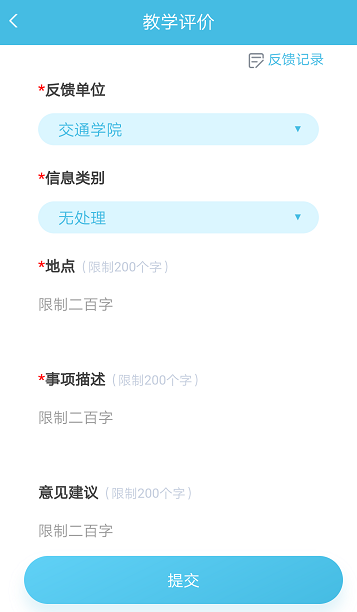 教学评价
反馈记录
*反馈单位
交通学院
*信息类别
无处理
*地点（限制200个字）
限制二百字
*事项描述（限制200个字）
限制二百字
意见建议（限制200个字）
限制二百字
提交